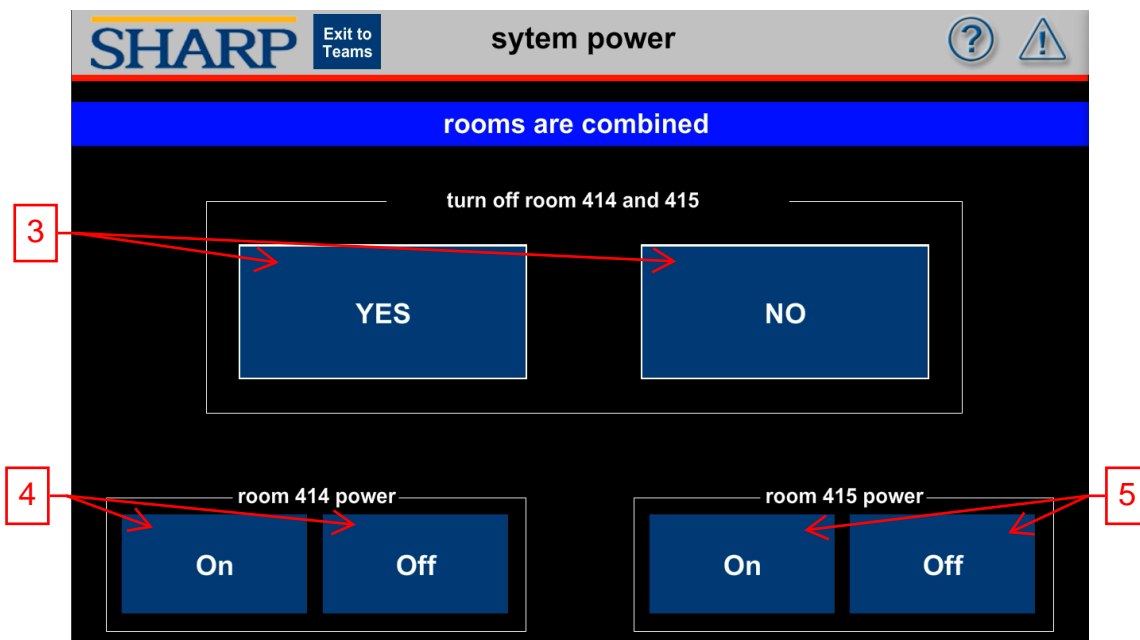 SHARP
Exit to
Teams
sytem power
?
!
rooms are combined
turn off room 414 and 415
3
YES
NO
4
room 414 power
room 415 power
5
On
Off
On
Off